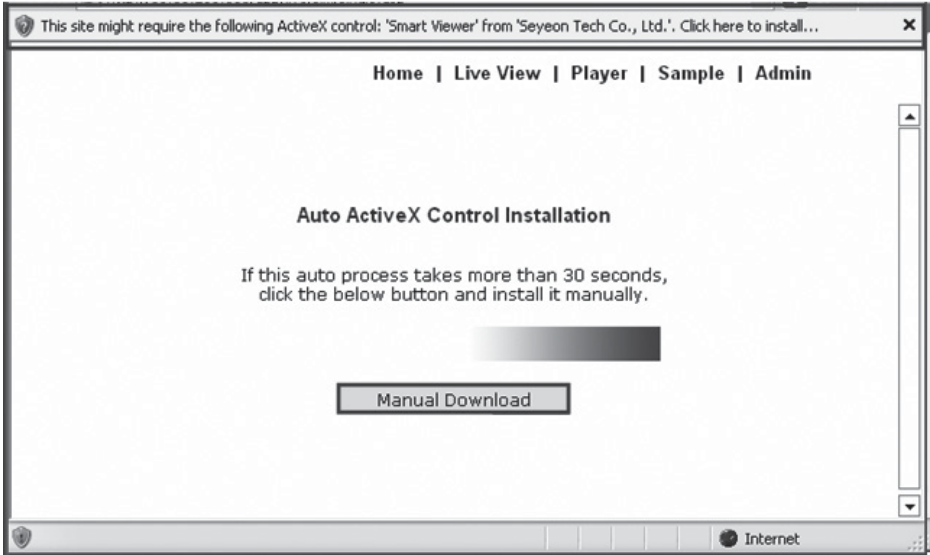 This site might require the following ActiveX control: 'Smart Viewer' from 'Seyeon Tech Co., Ltd.'. Click here to install...
Home | Live View | Player | Sample | Admin
Auto ActiveX Control Installation
If this auto process takes more than 30 seconds,
click the below button and install it manually.
Manual Download
Internet